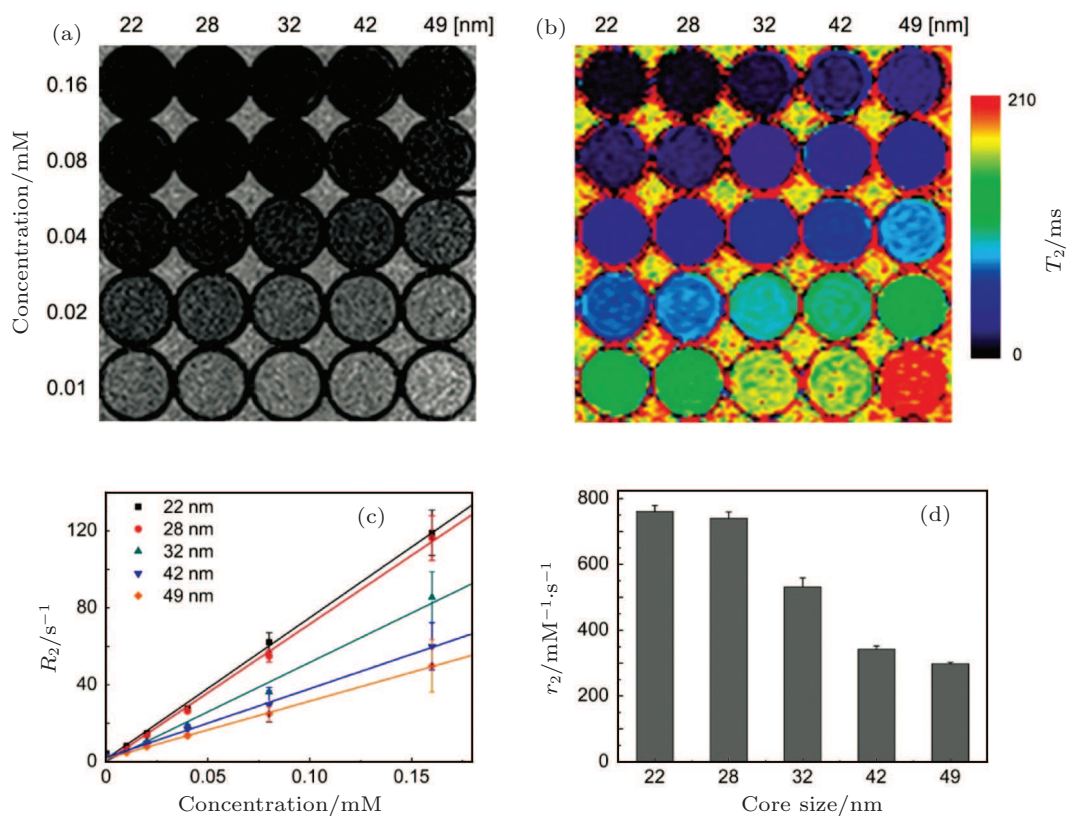 (a) 22 28 32 42 49 [nm]
Concentration/mM
0.16
0.08
0.04
0.02
0.01
(b) 22 28 32 42 49 [nm]
210
0
T₂/ms
(c)
22 nm
28 nm
32 nm
42 nm
49 nm
R₂/s⁻¹
120
80
40
0
0 0.05 0.10 0.15
Concentration/mM
(d)
r₂/mM⁻¹·s⁻¹
800
600
400
200
0
22 28 32 42 49
Core size/nm